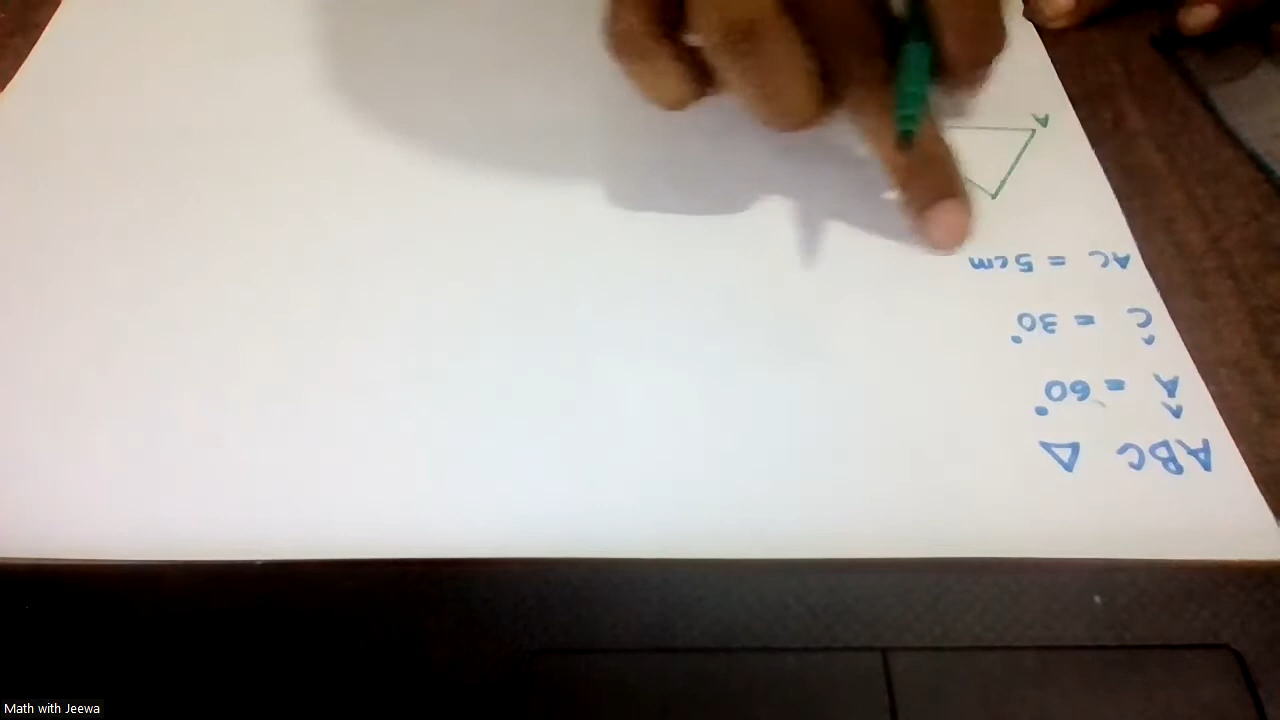 ABC Δ
Â = 60°
Ĉ = 30°
AC = 5cm
A
Math with Jeewa